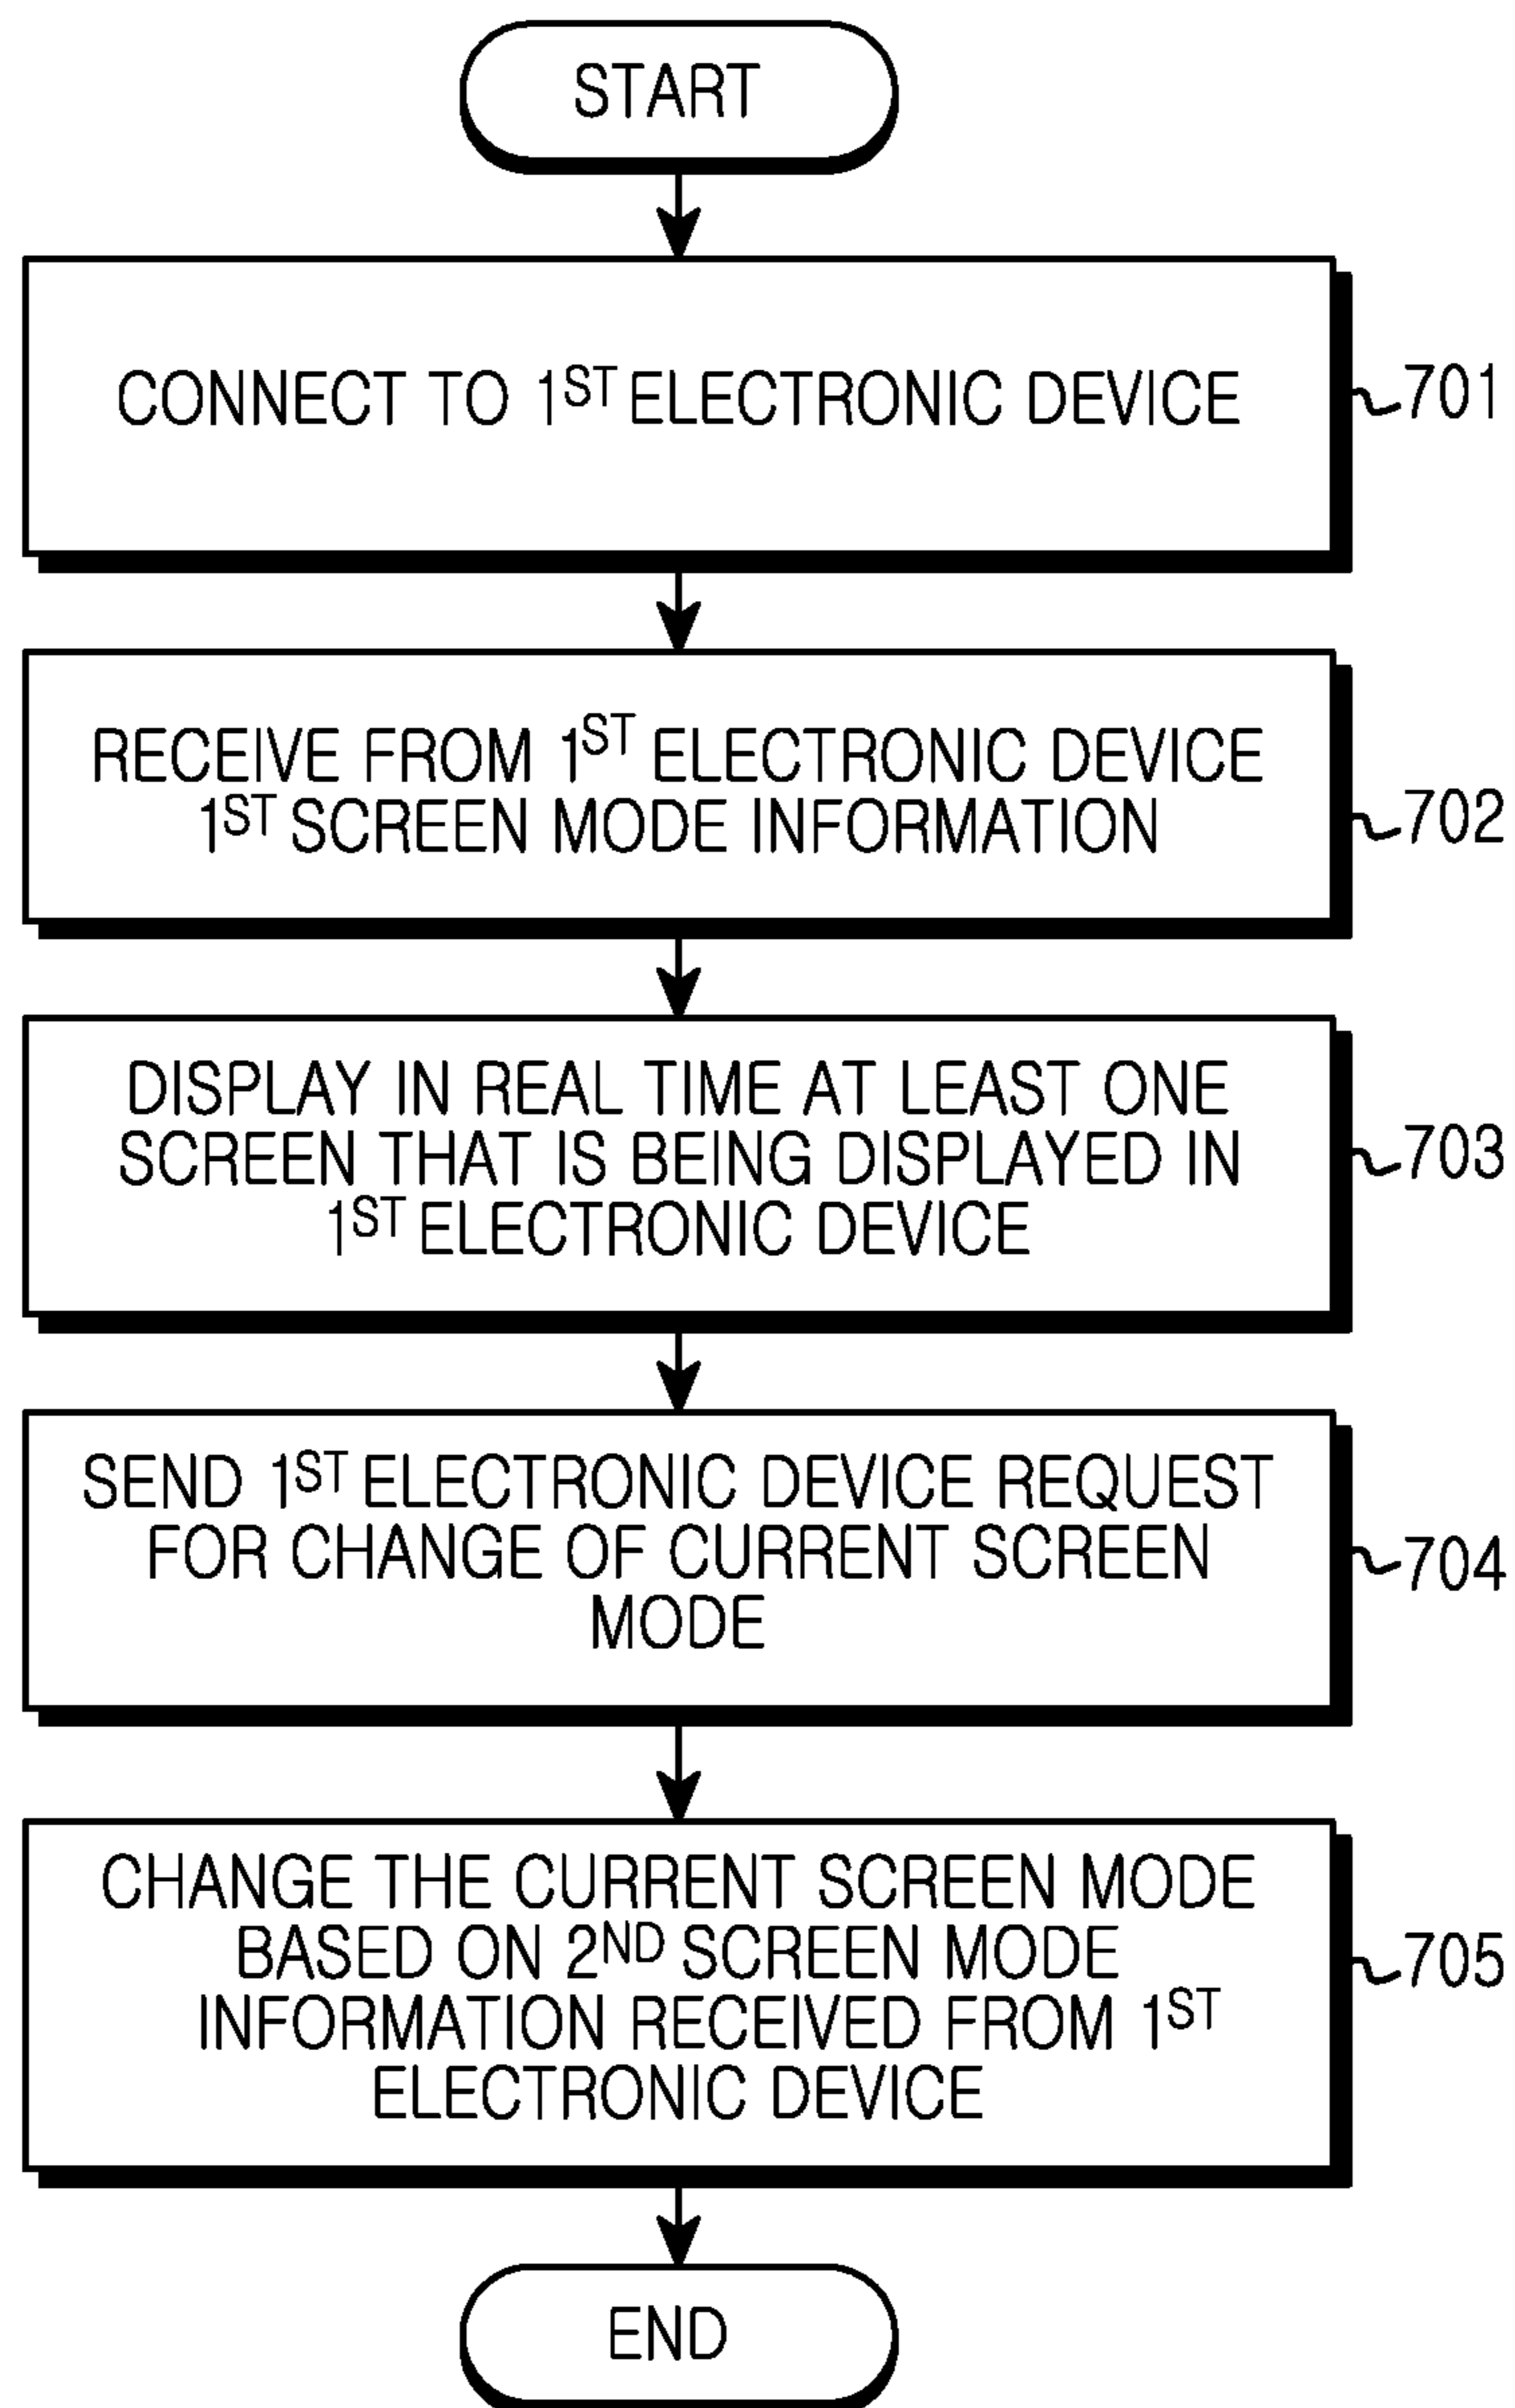 START
CONNECT TO 1ST ELECTRONIC DEVICE
701
RECEIVE FROM 1ST ELECTRONIC DEVICE
1ST SCREEN MODE INFORMATION
702
DISPLAY IN REAL TIME AT LEAST ONE
SCREEN THAT IS BEING DISPLAYED IN
1ST ELECTRONIC DEVICE
703
SEND 1ST ELECTRONIC DEVICE REQUEST
FOR CHANGE OF CURRENT SCREEN
MODE
704
CHANGE THE CURRENT SCREEN MODE
BASED ON 2ND SCREEN MODE
INFORMATION RECEIVED FROM 1ST
ELECTRONIC DEVICE
705
END